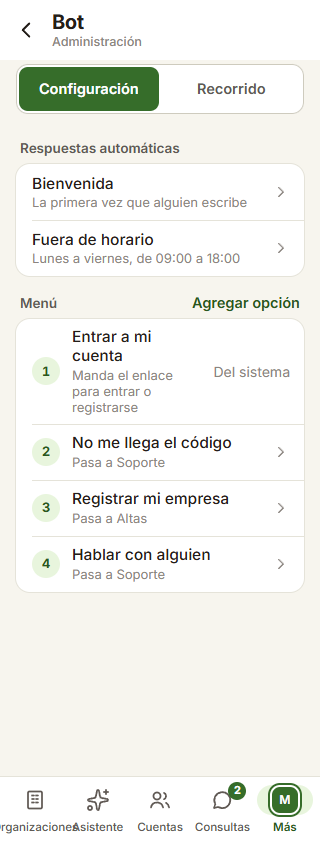 Bot
Administración
Configuración
Recorrido
Respuestas automáticas
Bienvenida
La primera vez que alguien escribe
Fuera de horario
Lunes a viernes, de 09:00 a 18:00
Menú
Agregar opción
1
Entrar a mi
cuenta
Manda el enlace
para entrar o
registrarse
Del sistema
2
No me llega el código
Pasa a Soporte
3
Registrar mi empresa
Pasa a Altas
4
Hablar con alguien
Pasa a Soporte
2
M
rganizaciones
Asistente
Cuentas
Consultas
Más